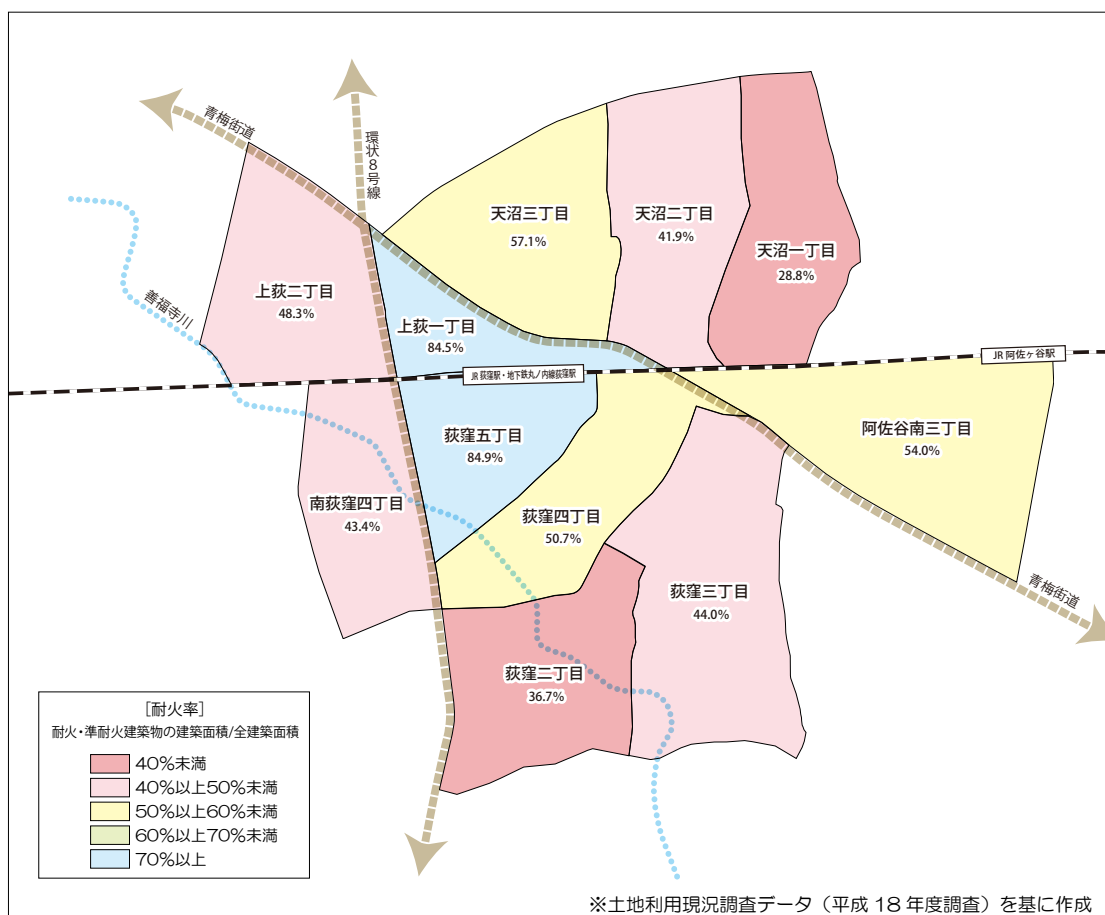 青梅街道
環状8号線
天沼三丁目
57.1%
天沼二丁目
41.9%
天沼一丁目
28.8%
善福寺川
上荻二丁目
48.3%
上荻一丁目
84.5%
JR 荻窪駅・地下鉄丸ノ内線荻窪駅
JR 阿佐ヶ谷駅
荻窪五丁目
84.9%
阿佐谷南三丁目
54.0%
南荻窪四丁目
43.4%
荻窪四丁目
50.7%
荻窪三丁目
44.0%
青梅街道
荻窪二丁目
36.7%
[耐火率]
耐火・準耐火建築物の建築面積/全建築面積
40%未満
40%以上50%未満
50%以上60%未満
60%以上70%未満
70%以上
※土地利用現況調査データ（平成 18 年度調査）を基に作成